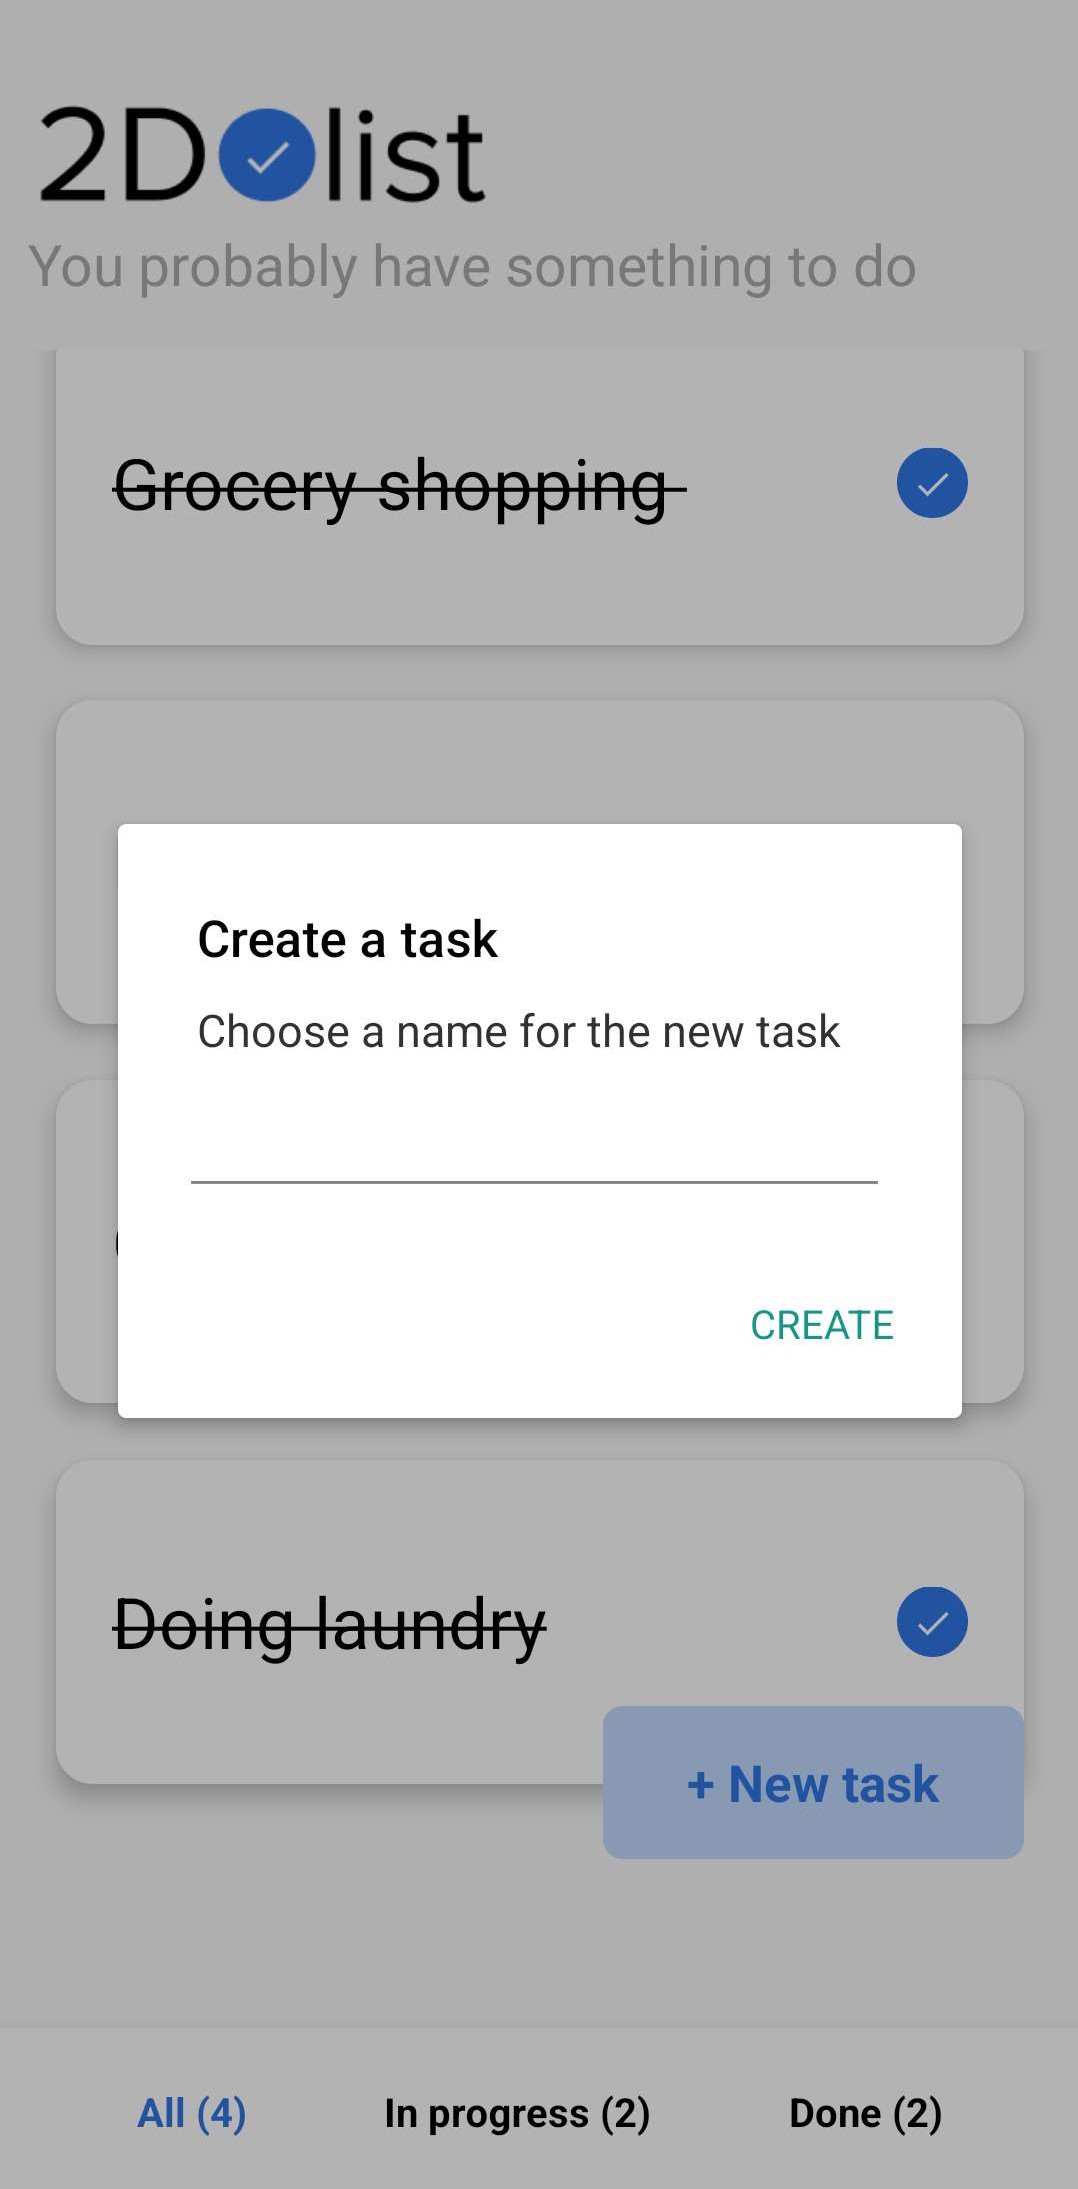 2D✓list
You probably have something to do
Grocery shopping
Create a task
Choose a name for the new task
CREATE
Doing laundry
+ New task
All (4)
In progress (2)
Done (2)